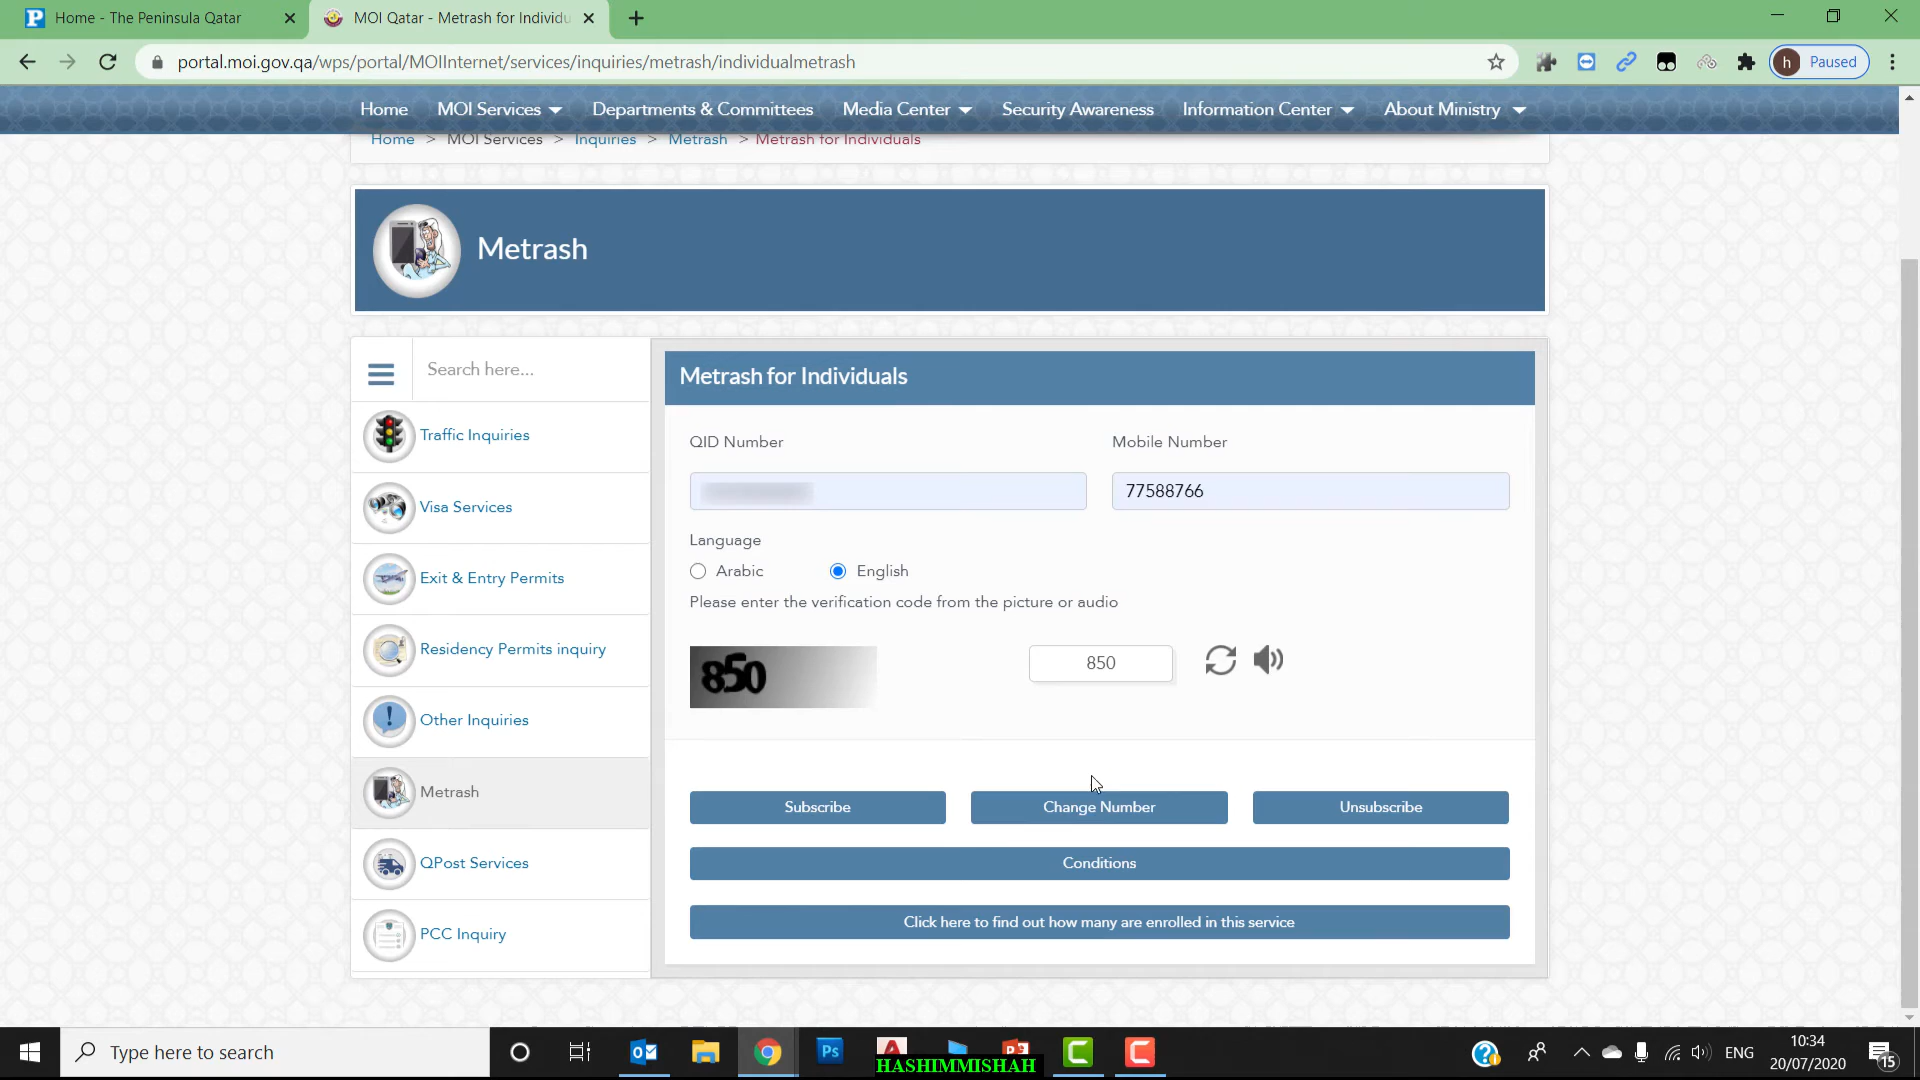 Home - The Peninsula Qatar
MOI Qatar - Metrash for Individu
portal.moi.gov.qa/wps/portal/MOIInternet/services/inquiries/metrash/individualmetrash
h Paused
Home MOI Services Departments & Committees Media Center Security Awareness Information Center About Ministry
Home > MOI Services > Inquiries > Metrash > Metrash for Individuals
Metrash
Search here...
Traffic Inquiries
Visa Services
Exit & Entry Permits
Residency Permits inquiry
Other Inquiries
Metrash
QPost Services
PCC Inquiry
Metrash for Individuals
QID Number Mobile Number
77588766
Language
Arabic English
Please enter the verification code from the picture or audio
850 850
Subscribe Change Number Unsubscribe
Conditions
Click here to find out how many are enrolled in this service
Type here to search
Ps
HASHIMMISHAH
ENG
10:34
20/07/2020
15